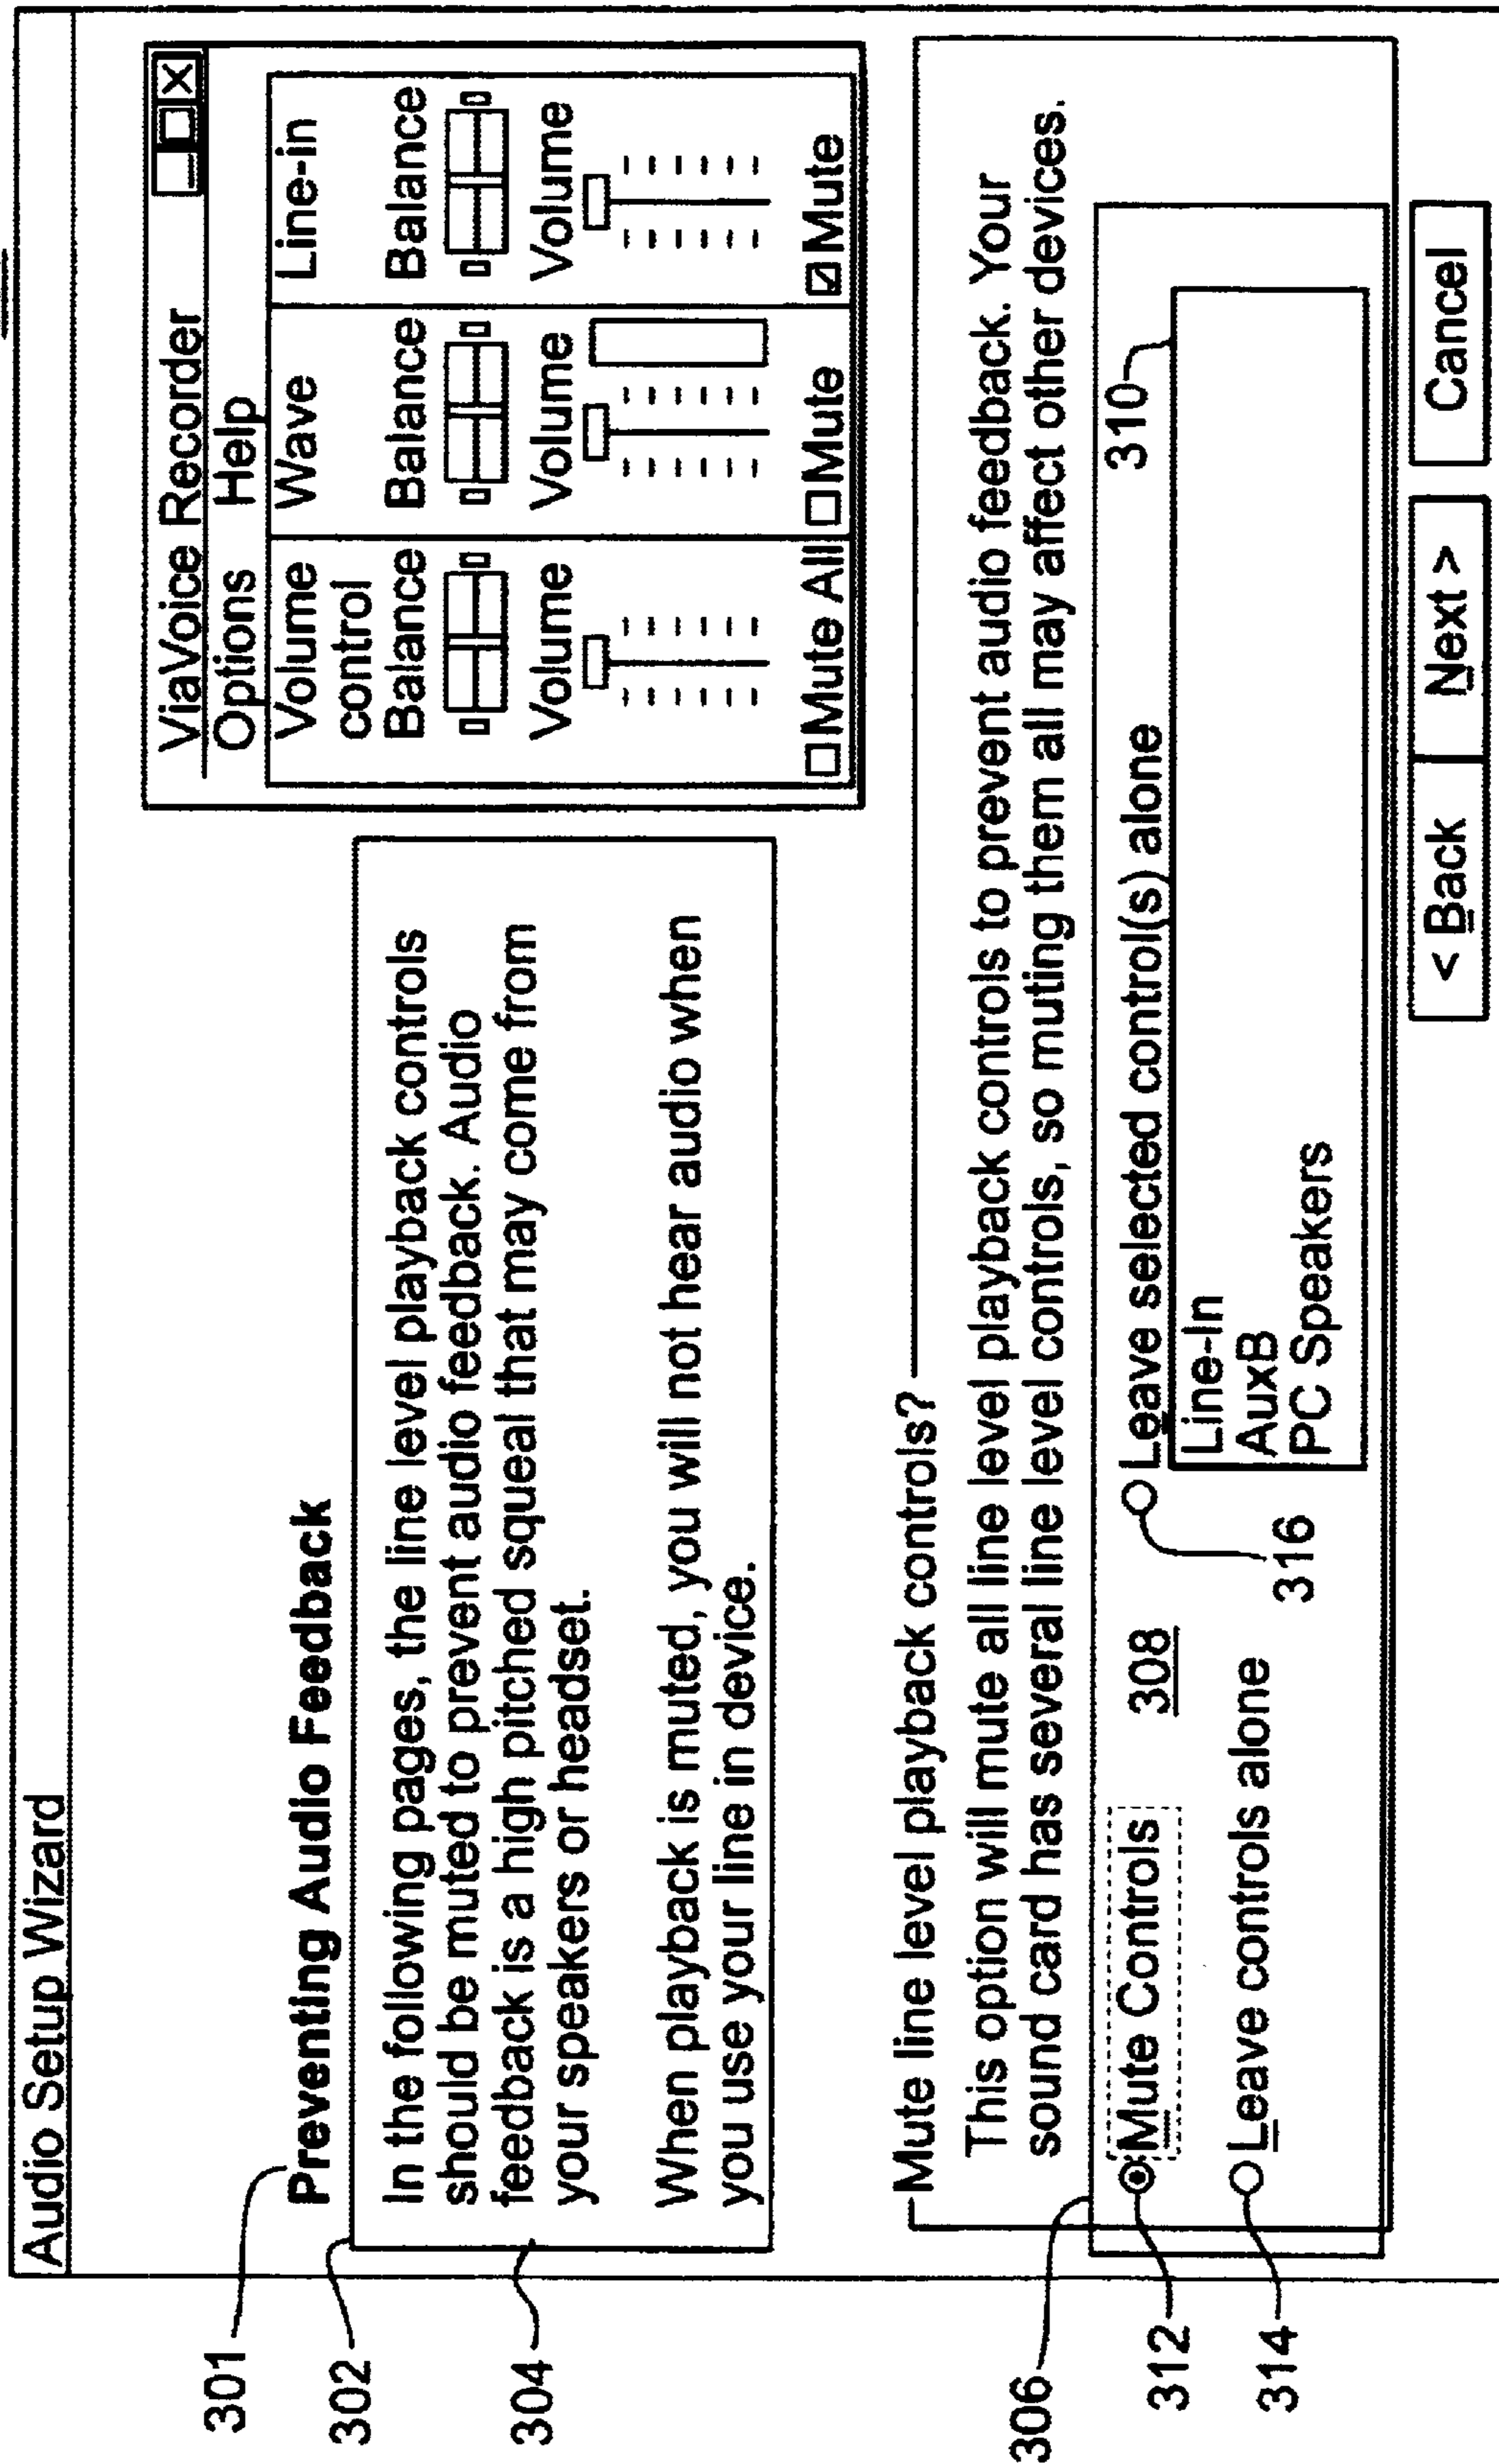 Audio Setup Wizard
301
Preventing Audio Feedback
302
304
In the following pages, the line level playback controls
should be muted to prevent audio feedback. Audio
feedback is a high pitched squeal that may come from
your speakers or headset.
When playback is muted, you will not hear audio when
you use your line in device.
ViaVoice Recorder
Options Help
Volume
control
Balance
Volume
Mute All
Wave
Balance
Volume
Mute
Line-in
Balance
Volume
Mute
Mute line level playback controls?
This option will mute all line level playback controls to prevent audio feedback. Your
sound card has several line level controls, so muting them all may affect other devices.
306
308
310
312
Mute Controls
314
Leave controls alone
316
Leave selected control(s) alone
Line-In
AuxB
PC Speakers
< Back
Next >
Cancel